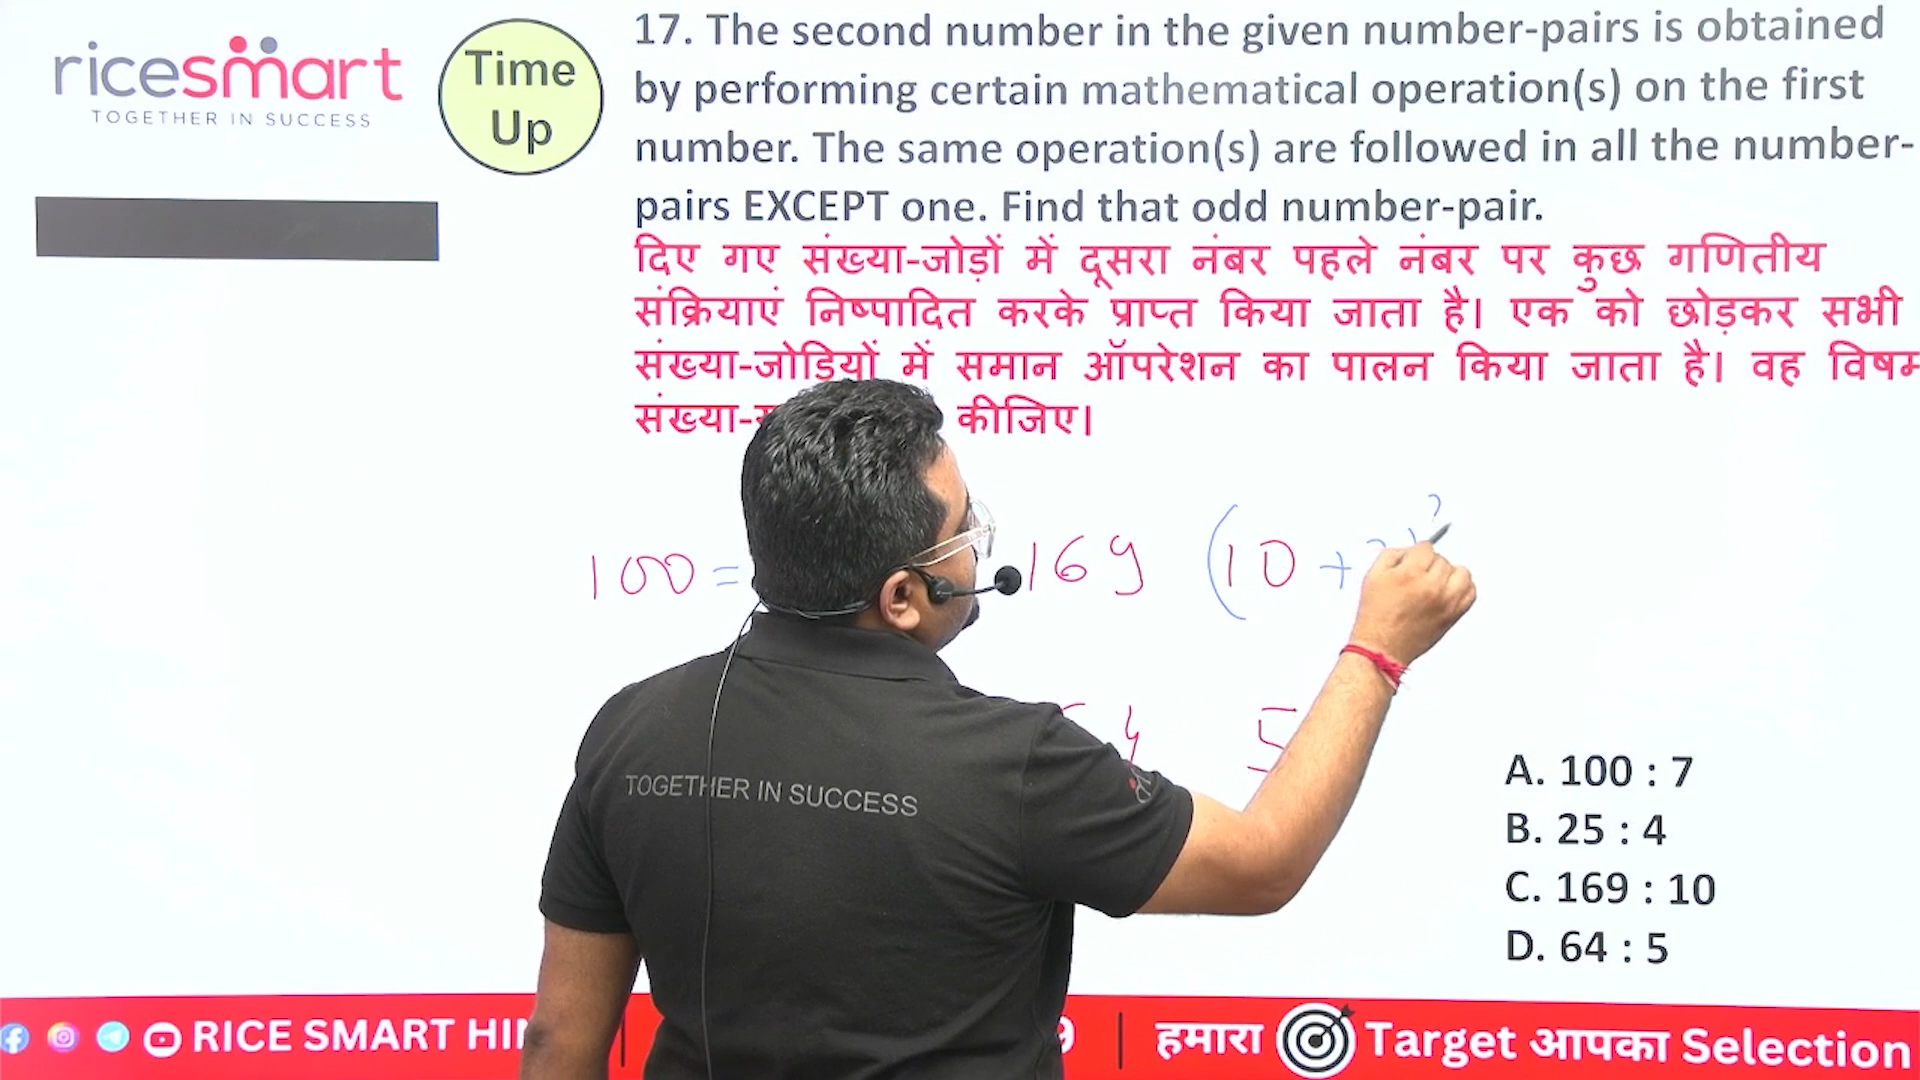 ricesmart
TOGETHER IN SUCCESS
Time
Up
17. The second number in the given number-pairs is obtained
by performing certain mathematical operation(s) on the first
number. The same operation(s) are followed in all the number-
pairs EXCEPT one. Find that odd number-pair.
दिए गए संख्या-जोड़ों में दूसरा नंबर पहले नंबर पर कुछ गणितीय
संक्रियाएं निष्पादित करके प्राप्त किया जाता है। एक को छोड़कर सभी
संख्या-जोड़ियों में समान ऑपरेशन का पालन किया जाता है। वह विषम
कीजिए।
100 =
169 (10 +
5
A. 100 : 7
B. 25 : 4
C. 169 : 10
D. 64 : 5
TOGETHER IN SUCCESS
RICE SMART
हमारा Target आपका Selection